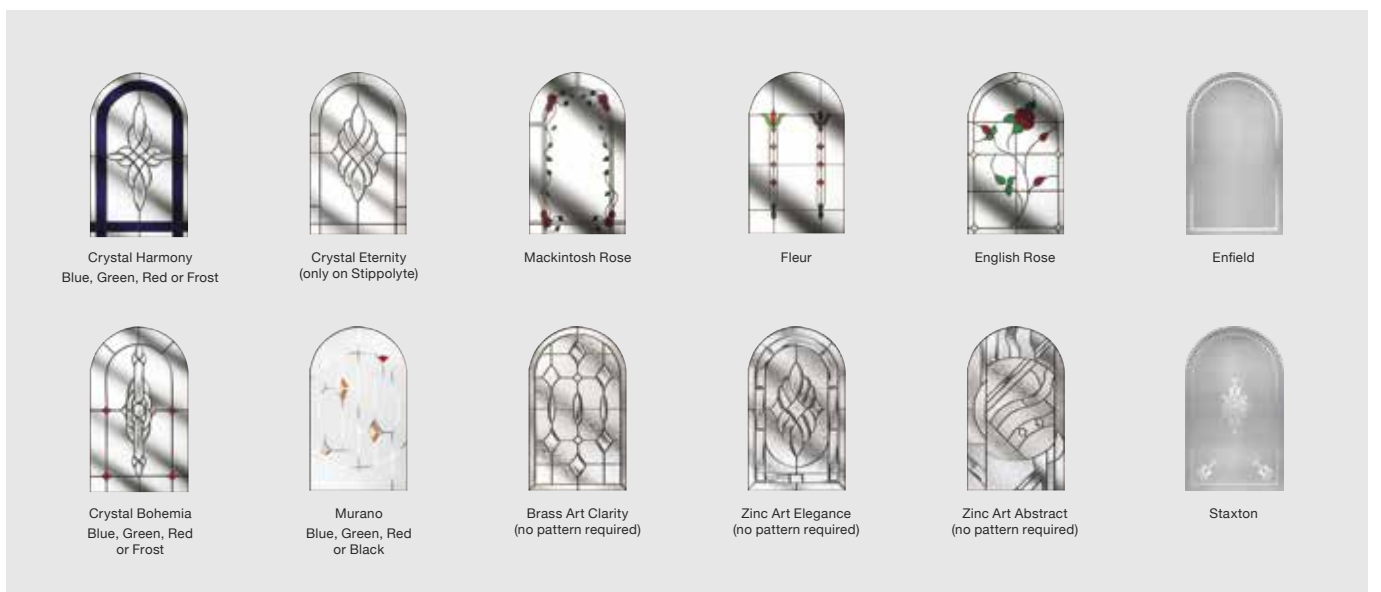 Crystal Harmony
Blue, Green, Red or Frost
Crystal Eternity
(only on Stippolyte)
Mackintosh Rose
Fleur
English Rose
Enfield
Crystal Bohemia
Blue, Green, Red
or Frost
Murano
Blue, Green, Red
or Black
Brass Art Clarity
(no pattern required)
Zinc Art Elegance
(no pattern required)
Zinc Art Abstract
(no pattern required)
Staxton